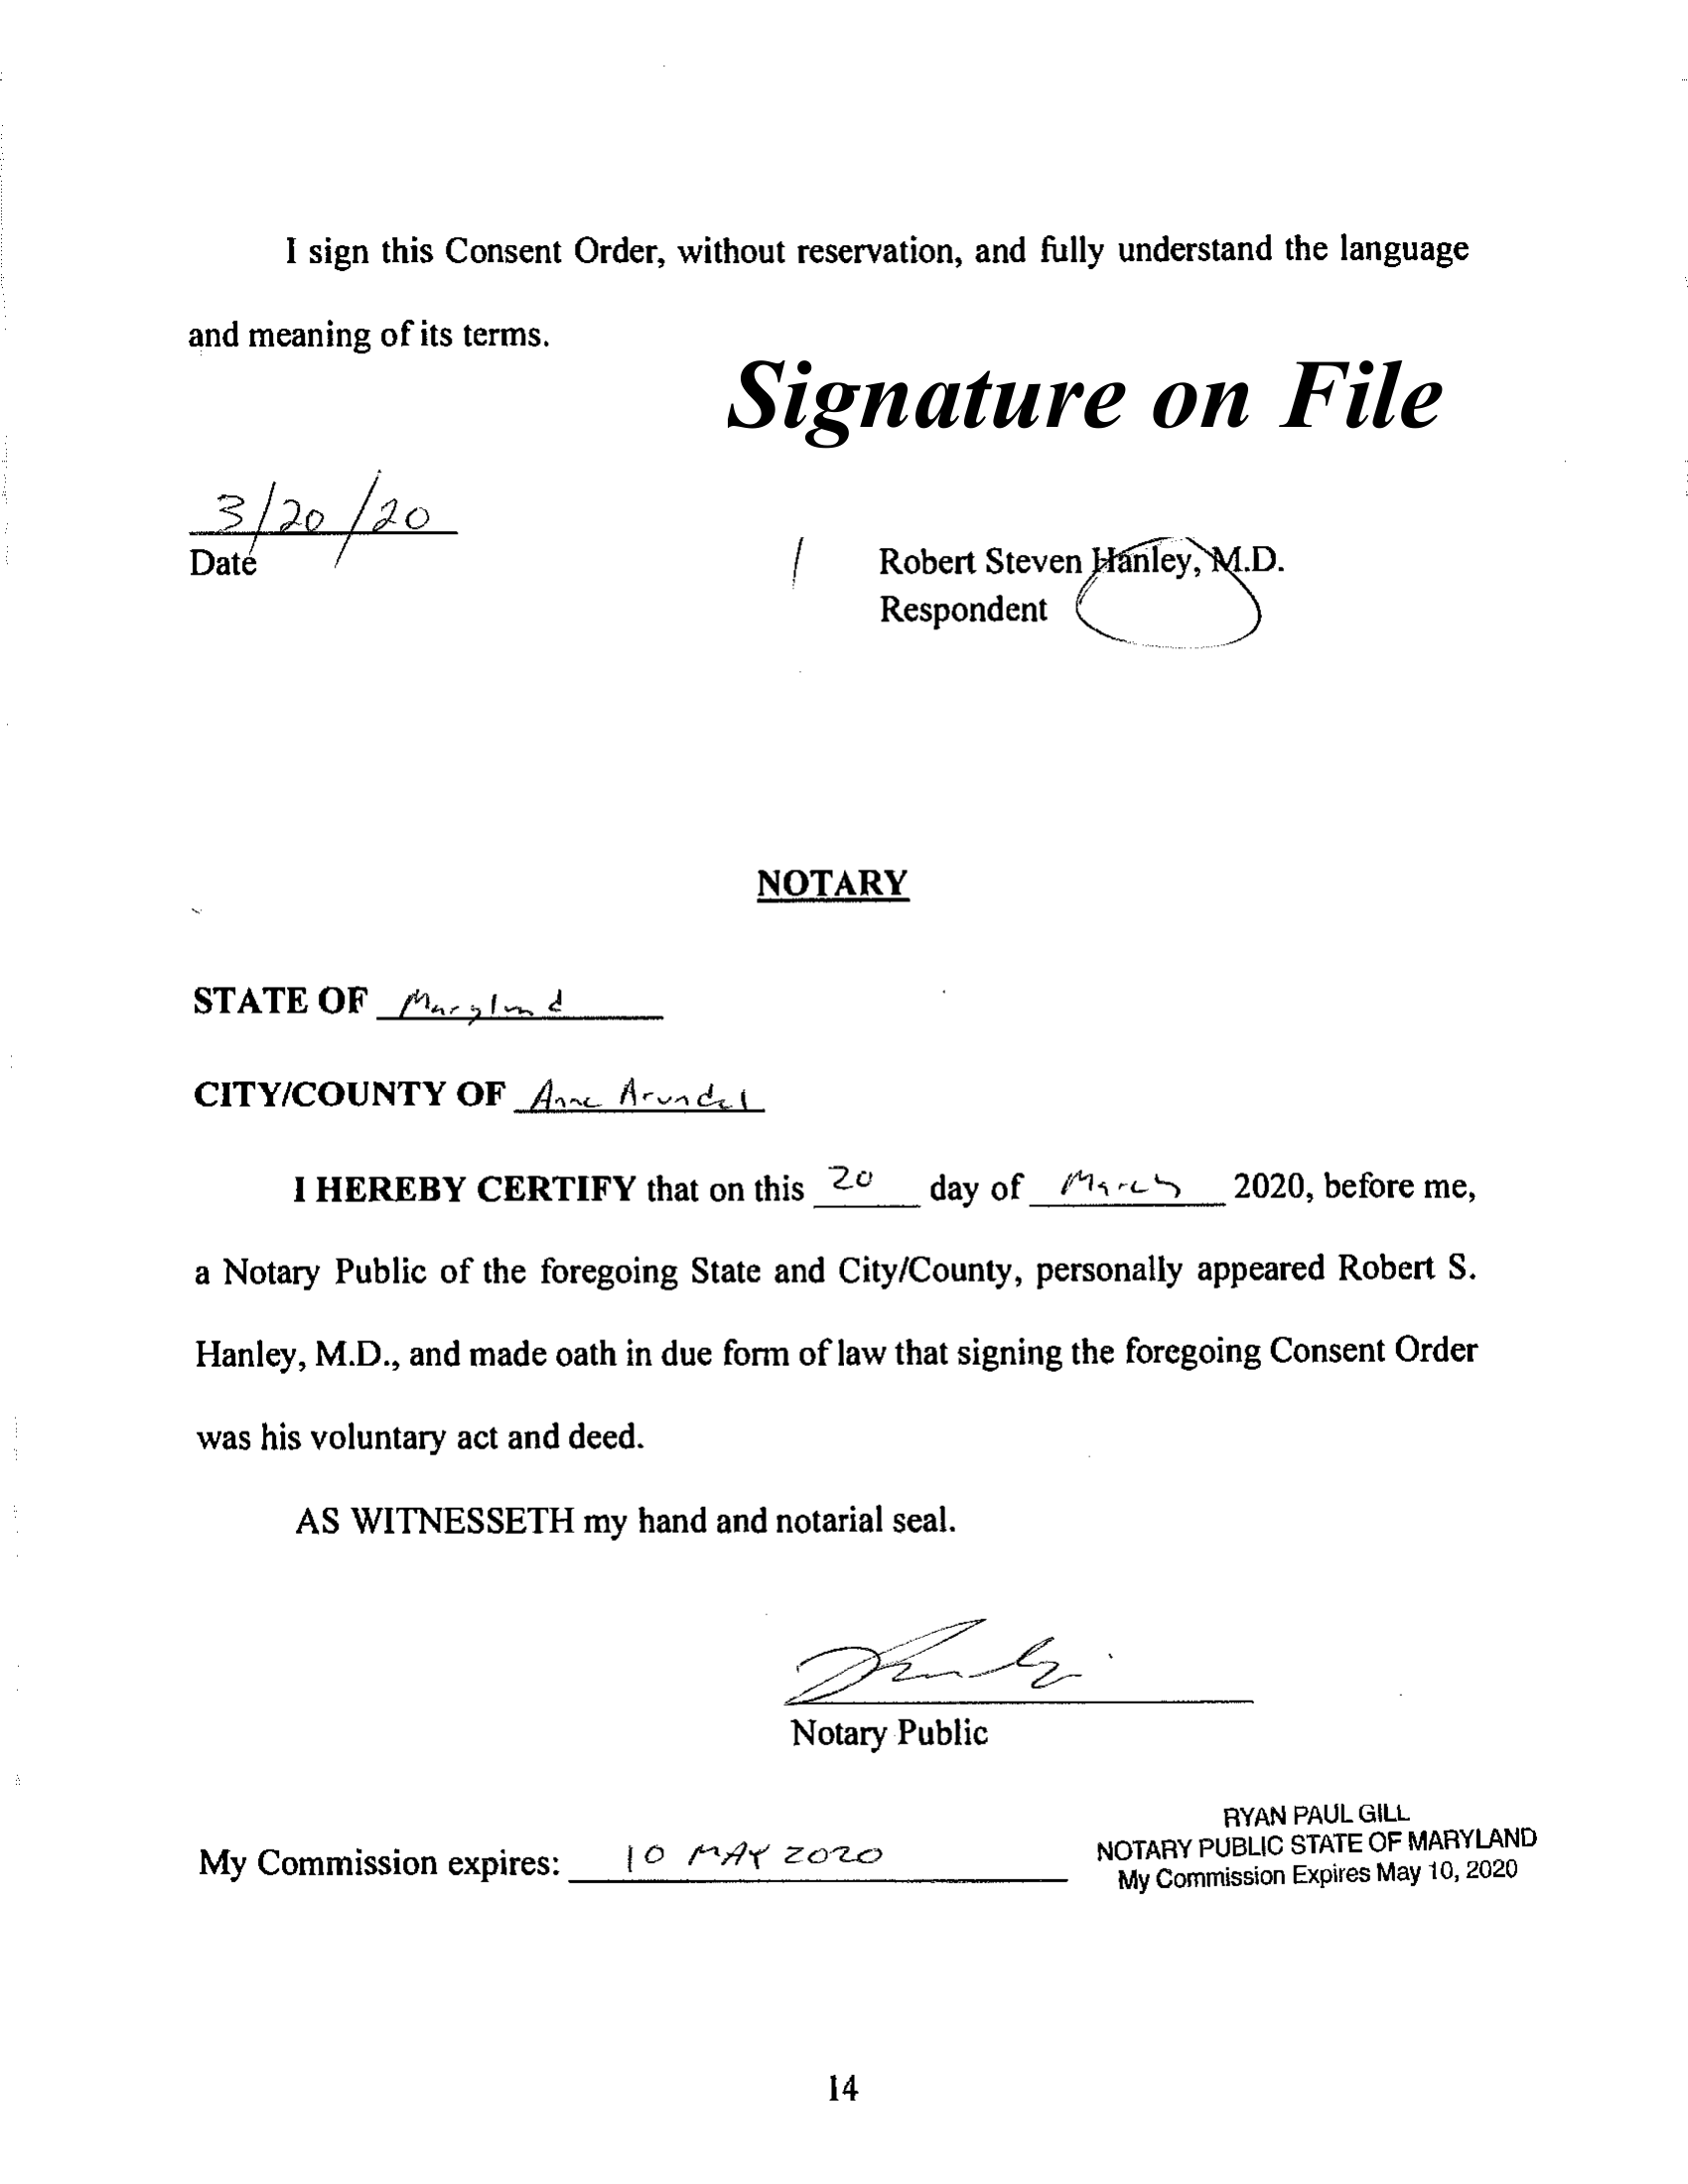 I sign this Consent Order, without reservation, and fully understand the language
and meaning of its terms.
Signature on File
3/20/20
Date
Robert Steven Hanley, M.D.
Respondent
NOTARY
STATE OF Maryland
CITY/COUNTY OF Anne Arundel
I HEREBY CERTIFY that on this 20 day of March 2020, before me,
a Notary Public of the foregoing State and City/County, personally appeared Robert S.
Hanley, M.D., and made oath in due form of law that signing the foregoing Consent Order
was his voluntary act and deed.
AS WITNESSETH my hand and notarial seal.
Notary Public
RYAN PAUL GILL
NOTARY PUBLIC STATE OF MARYLAND
My Commission Expires May 10, 2020
My Commission expires: 10 MAY 2020
14